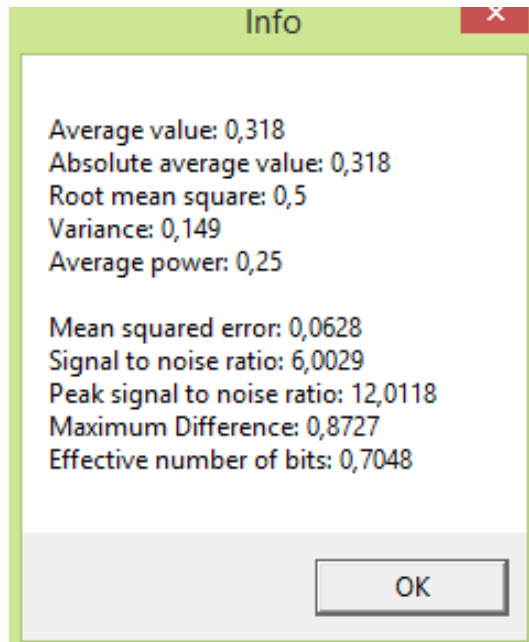 Info
Average value: 0,318
Absolute average value: 0,318
Root mean square: 0,5
Variance: 0,149
Average power: 0,25
Mean squared error: 0,0628
Signal to noise ratio: 6,0029
Peak signal to noise ratio: 12,0118
Maximum Difference: 0,8727
Effective number of bits: 0,7048
OK